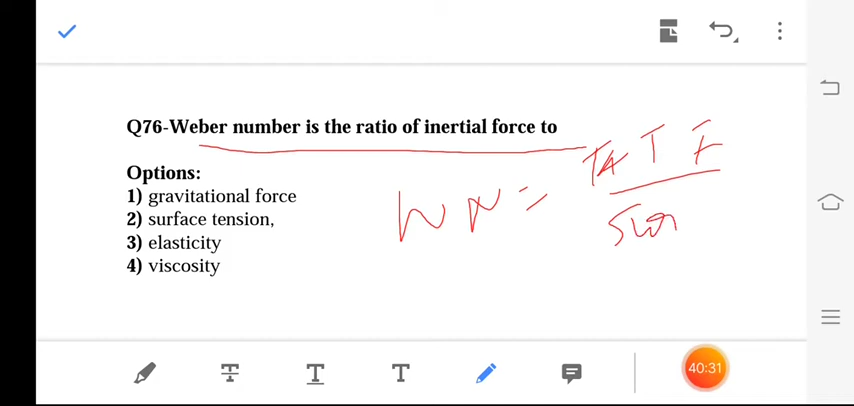 Q76-Weber number is the ratio of inertial force to
Options:
1) gravitational force
2) surface tension,
3) elasticity
4) viscosity
W N =
T T T T
40:31